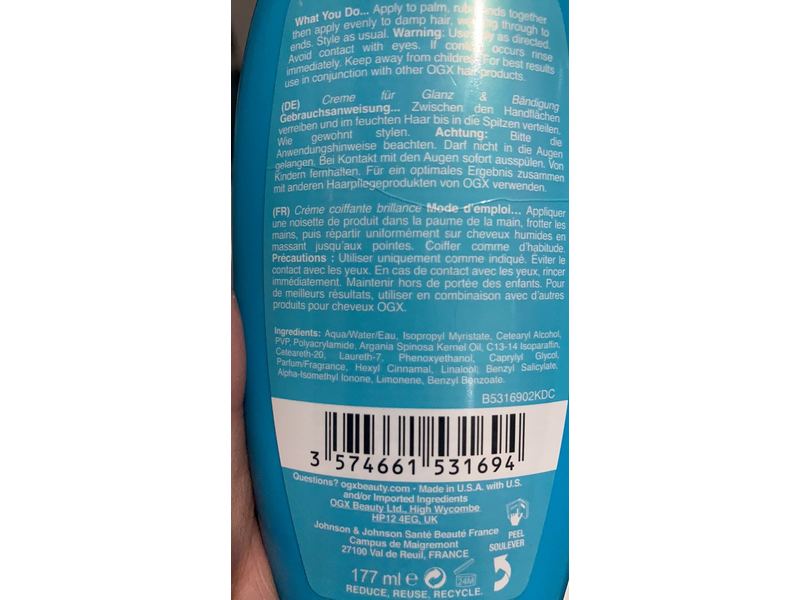 What You Do... Apply to palm, rub hands together
then apply evenly to damp hair, working through to
ends. Style as usual. Warning: Use only as directed.
Avoid contact with eyes. If contact occurs rinse
immediately. Keep away from children. For best results
use in conjunction with other OGX hair products.
(DE) Creme für Glanz & Bändigung
Gebrauchsanweisung... Zwischen den Handflächen
verreiben und im feuchten Haar bis in die Spitzen verteilen.
Wie gewohnt stylen. Achtung: Bitte die
Anwendungshinweise beachten. Darf nicht in die Augen
gelangen. Bei Kontakt mit den Augen sofort ausspülen. Von
Kindern fernhalten. Für ein optimales Ergebnis zusammen
mit anderen Haarpflegeprodukten von OGX verwenden.
(FR) Créme coiffante brillance Mode d'emploi... Appliquer
une noisette de produit dans la paume de la main, frotter les
mains, puis répartir uniformément sur cheveux humides en
massant jusqu'aux pointes. Coiffer comme d'habitude.
Précautions : Utiliser uniquement comme indiqué. Eviter le
contact avec les yeux. En cas de contact avec les yeux, rincer
immédiatement. Maintenir hors de portée des enfants. Pour
de meilleurs résultats, utiliser en combinaison avec d'autres
produits pour cheveux OGX.
Ingredients: Aqua/Water/Eau, Isopropyl Myristate, Cetearyl Alcohol,
PVP, Polyacrylamide, Argania Spinosa Kernel Oil, C13-14 Isoparaffin,
Ceteareth-20, Laureth-7, Phenoxyethanol, Caprylyl Glycol,
Parfum/Fragrance, Hexyl Cinnamal, Linalool, Benzyl Salicylate,
Alpha-Isomethyl Ionone, Limonene, Benzyl Benzoate.
B5316902KDC
3 574661 531694
Questions? ogxbeauty.com • Made in U.S.A. with U.S.
and/or Imported Ingredients
OGX Beauty Ltd., High Wycombe
HP12 4EG, UK
Johnson & Johnson Santé Beauté France
Campus de Maigremont
27100 Val de Reuil, FRANCE
PEEL
SOULEVER
177 ml e 24M
REDUCE, REUSE, RECYCLE.